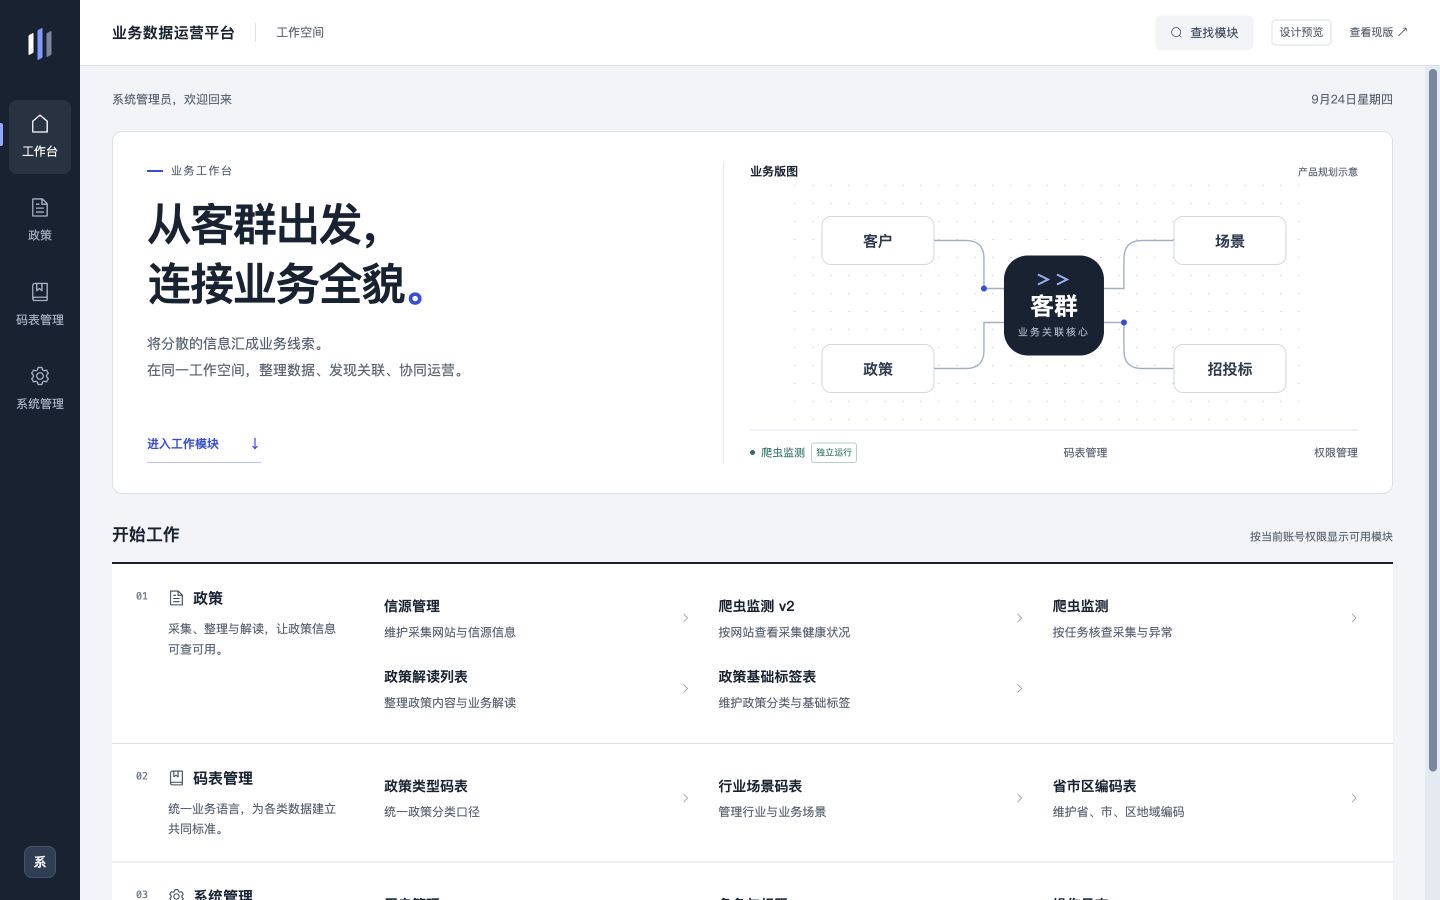 业务数据运营平台
工作空间
查找模块
设计预览
查看现版 ↗
工作台
政策
码表管理
系统管理
系
系统管理员，欢迎回来
9月24日星期四
业务工作台
从客群出发，
连接业务全貌。
将分散的信息汇成业务线索。
在同一工作空间，整理数据、发现关联、协同运营。
进入工作模块 ↓
业务版图
产品规划示意
客户
场景
>>
客群
业务关联核心
政策
招投标
爬虫监测 独立运行
码表管理
权限管理
开始工作
按当前账号权限显示可用模块
01
政策
采集、整理与解读，让政策信息
可查可用。
信源管理
维护采集网站与信源信息
爬虫监测 v2
按网站查看采集健康状况
爬虫监测
按任务核查采集与异常
政策解读列表
整理政策内容与业务解读
政策基础标签表
维护政策分类与基础标签
02
码表管理
统一业务语言，为各类数据建立
共同标准。
政策类型码表
统一政策分类口径
行业场景码表
管理行业与业务场景
省市区编码表
维护省、市、区地域编码
03
系统管理